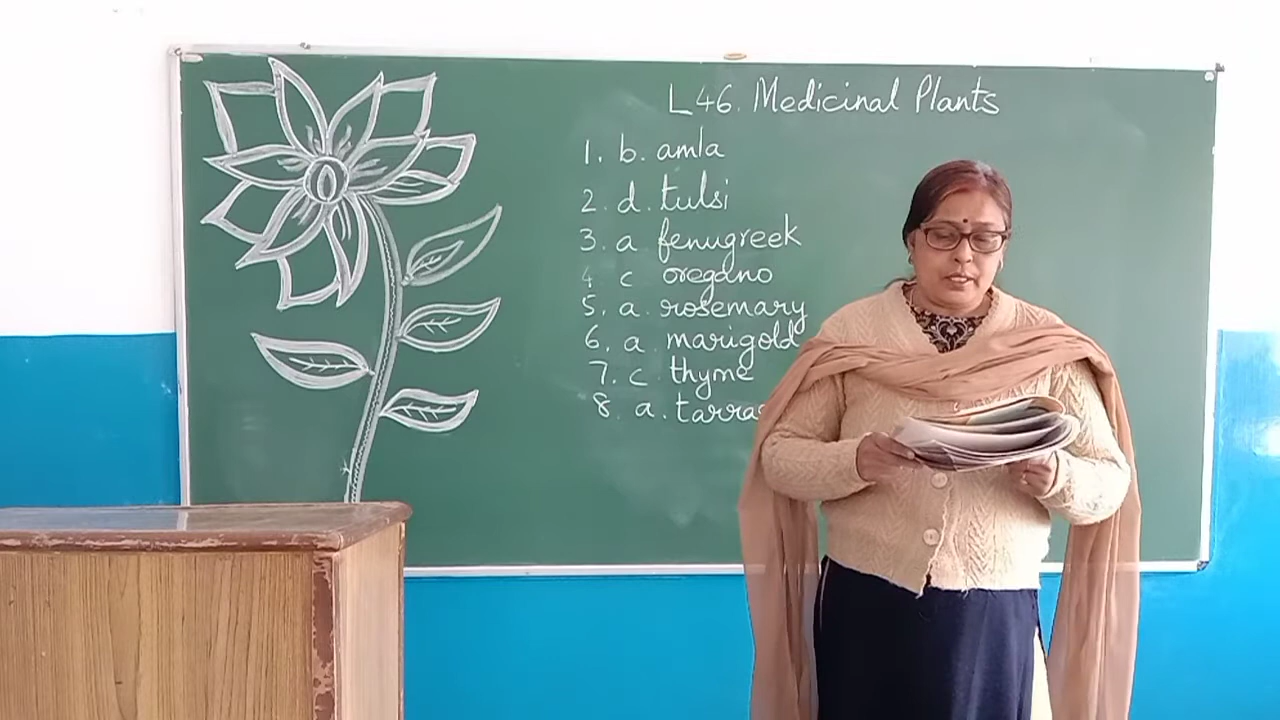 L46. Medicinal Plants
1. b. amla
2. d. tulsi
3. a fenugreek
4 c oregano
5. a. rosemary
6. a marigold
7. c thyme
8. a.